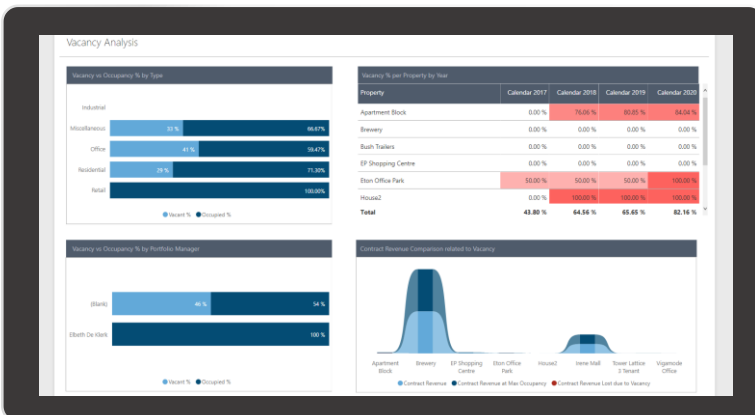 Vacancy Analysis
Vacancy vs Occupancy % by Type
Industrial
Miscellaneous 33 % 66.67%
Office 41 % 59.47%
Residential 29 % 71.30%
Retail 100.00%
Vacant % Occupied %
Vacancy % per Property by Year
Property Calendar 2017 Calendar 2018 Calendar 2019 Calendar 2020
Apartment Block 0.00 % 76.06 % 80.85 % 84.04 %
Brewery 0.00 % 0.00 % 0.00 % 0.00 %
Bush Trailers 0.00 % 0.00 % 0.00 % 0.00 %
EP Shopping Centre 0.00 % 0.00 % 0.00 % 0.00 %
Eton Office Park 50.00 % 50.00 % 50.00 % 100.00 %
House2 0.00 % 100.00 % 100.00 % 100.00 %
Total 43.80 % 64.56 % 65.65 % 82.16 %
Vacancy vs Occupancy % by Portfolio Manager
(Blank) 46 % 54 %
Elbeth De Klerk 100 %
Vacant % Occupied %
Contract Revenue Comparison related to Vacancy
Apartment Brewery EP Shopping Eton Office House2 Irene Mall Tower Lattice Vigamode
Block Centre Park 3 Tenant Office
Contract Revenue Contract Revenue at Max Occupancy Contract Revenue Lost due to Vacancy